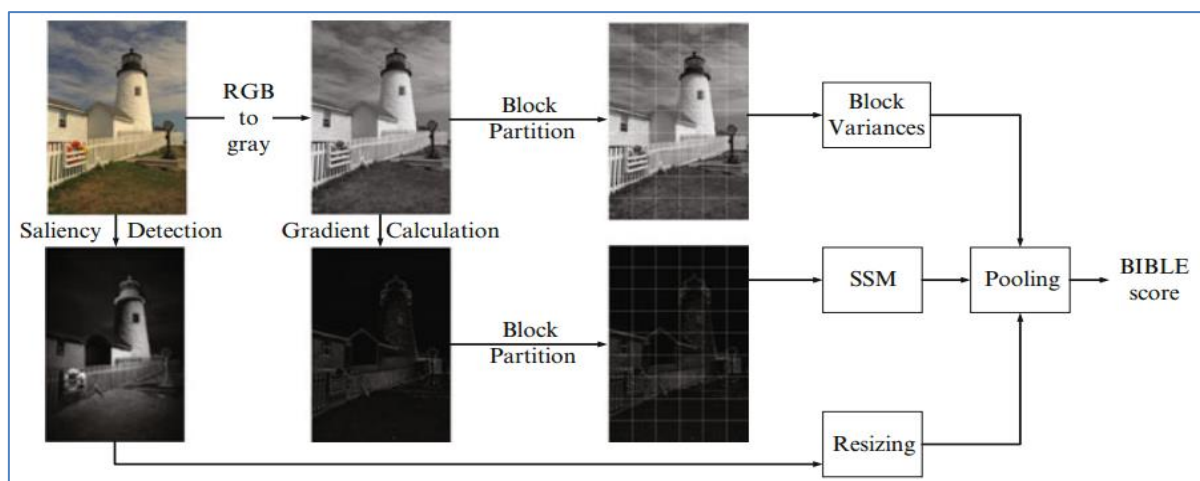 RGB
to
gray
Block
Partition
Block
Variances
Saliency Detection
Gradient Calculation
SSM
Pooling
BIBLE
score
Block
Partition
Resizing